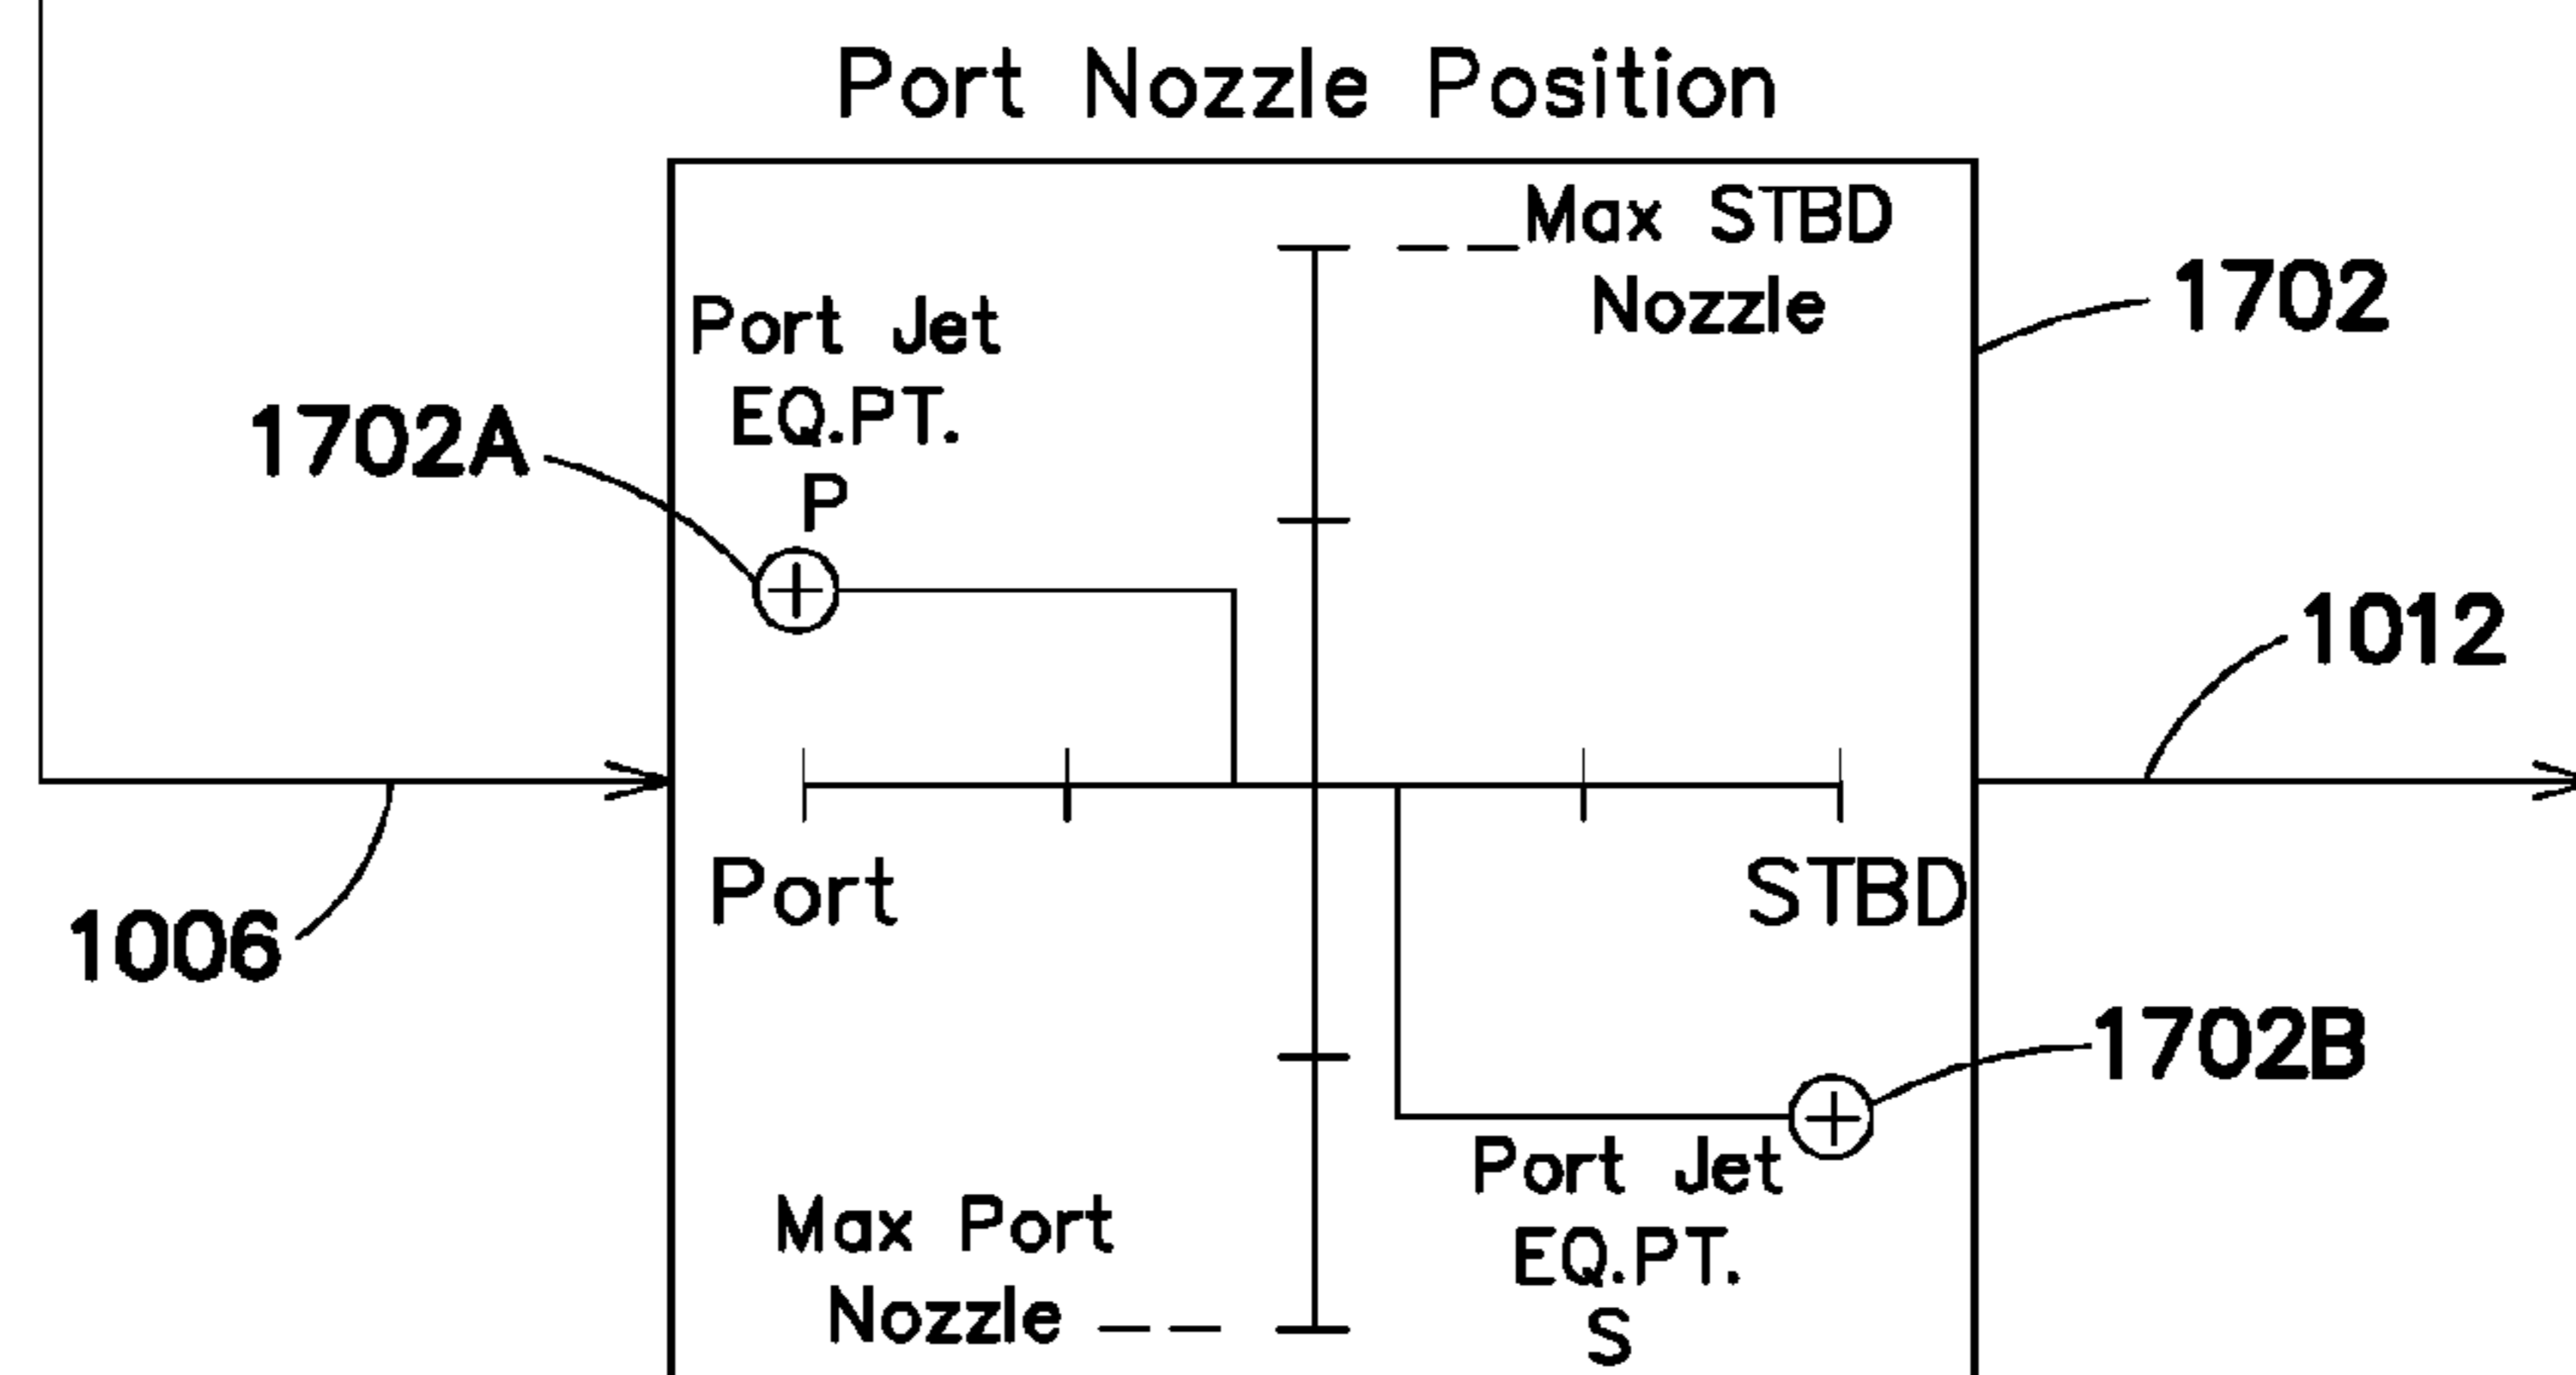 Port Nozzle Position
Max STBD
Nozzle
1702
Port Jet
EQ.PT.
P
1702A
1012
Port
STBD
1006
1702B
Port Jet
EQ.PT.
S
Max Port
Nozzle